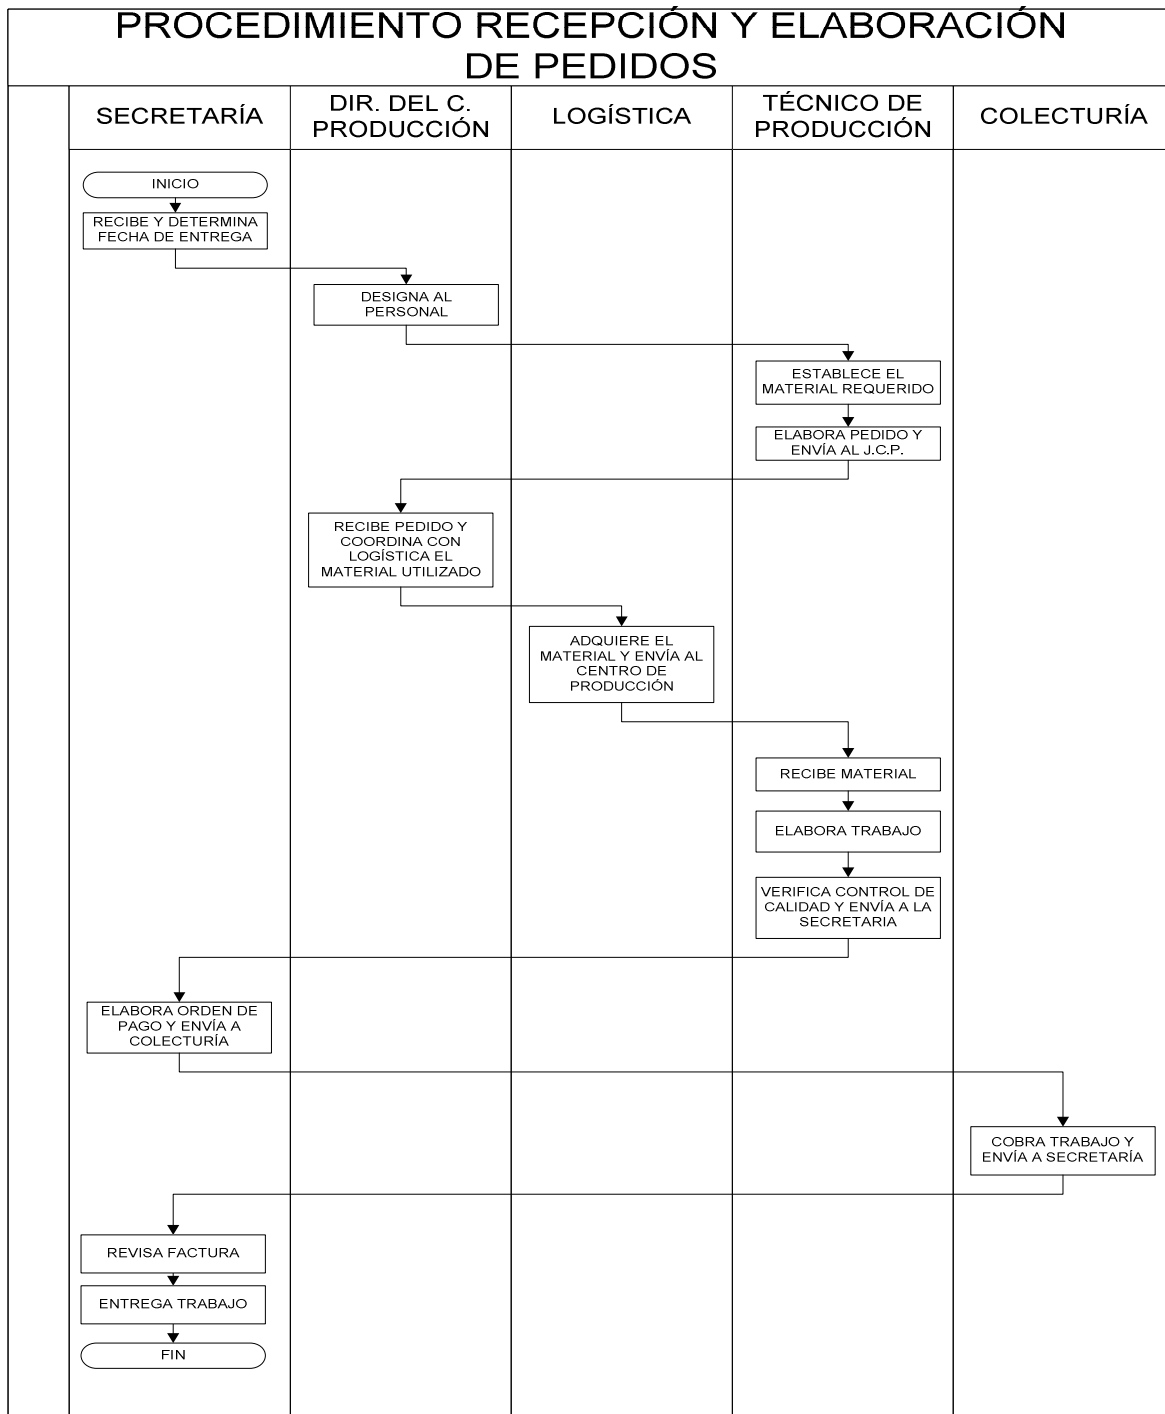 PROCEDIMIENTO RECEPCIÓN Y ELABORACIÓN
DE PEDIDOS
SECRETARÍA
DIR. DEL C.
PRODUCCIÓN
LOGÍSTICA
TÉCNICO DE
PRODUCCIÓN
COLECTURÍA
INICIO
RECIBE Y DETERMINA
FECHA DE ENTREGA
DESIGNA AL
PERSONAL
ESTABLECE EL
MATERIAL REQUERIDO
ELABORA PEDIDO Y
ENVÍA AL J.C.P.
RECIBE PEDIDO Y
COORDINA CON
LOGÍSTICA EL
MATERIAL UTILIZADO
ADQUIERE EL
MATERIAL Y ENVÍA AL
CENTRO DE
PRODUCCIÓN
RECIBE MATERIAL
ELABORA TRABAJO
VERIFICA CONTROL DE
CALIDAD Y ENVÍA A LA
SECRETARIA
ELABORA ORDEN DE
PAGO Y ENVÍA A
COLECTURÍA
COBRA TRABAJO Y
ENVÍA A SECRETARÍA
REVISA FACTURA
ENTREGA TRABAJO
FIN